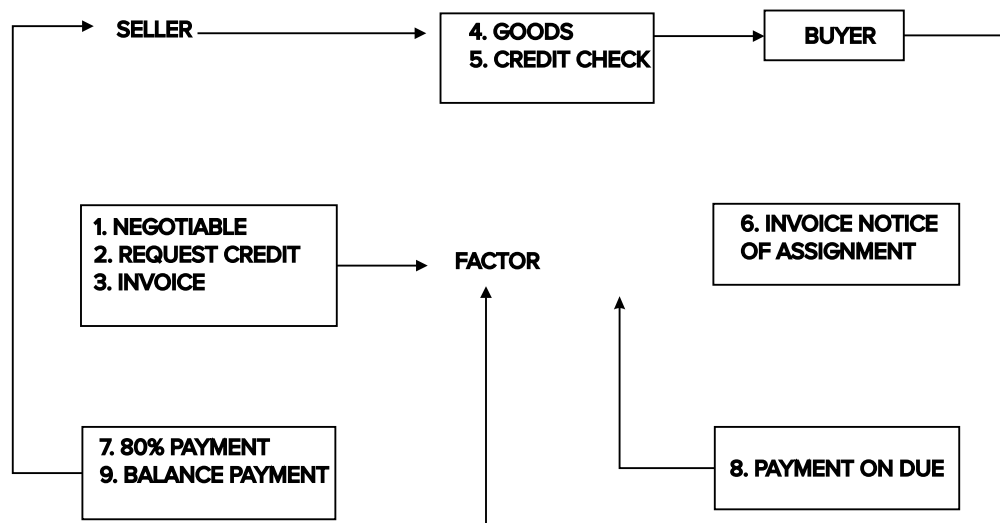 SELLER
4. GOODS
5. CREDIT CHECK
BUYER
1. NEGOTIABLE
2. REQUEST CREDIT
3. INVOICE
FACTOR
6. INVOICE NOTICE
OF ASSIGNMENT
7. 80% PAYMENT
9. BALANCE PAYMENT
8. PAYMENT ON DUE